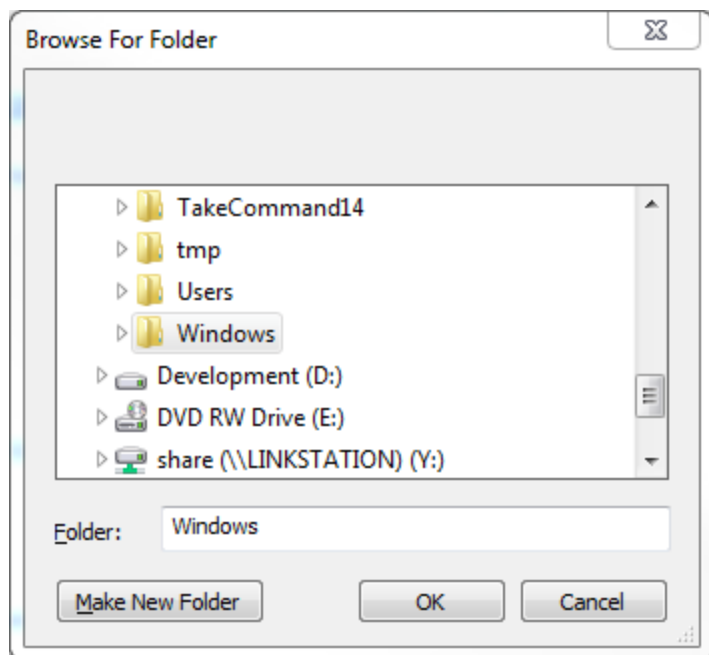 Browse For Folder
TakeCommand14
tmp
Users
Windows
Development (D:)
DVD RW Drive (E:)
share (\\LINKSTATION) (Y:)
Folder: Windows
Make New Folder OK Cancel